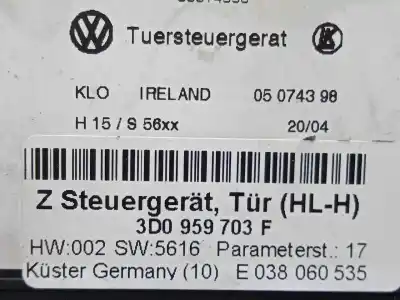 Tuersteuergerat
KLO IRELAND 05 0743 98
H 15 / S 56xx 20/04
Z Steuergerät, Tür (HL-H)
3D0 959 703 F
HW:002 SW:5616 Parameterst.: 17
Küster Germany (10) E 038 060 535